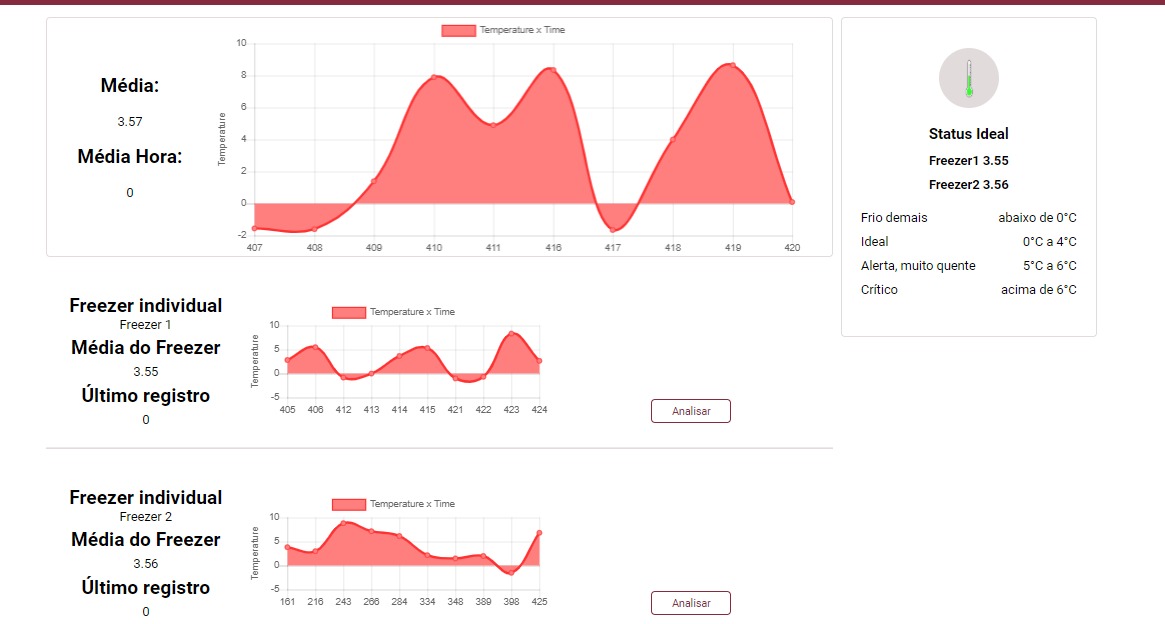 Temperature x Time
Média:
3.57
Média Hora:
0
Temperature
10
8
6
4
2
0
-2
407 408 409 410 411 416 417 418 419 420
Status Ideal
Freezer1 3.55
Freezer2 3.56
Frio demais abaixo de 0°C
Ideal 0°C a 4°C
Alerta, muito quente 5°C a 6°C
Crítico acima de 6°C
Freezer individual
Freezer 1
Média do Freezer
3.55
Último registro
0
Temperature x Time
Temperature
10
5
0
-5
405 406 412 413 414 415 421 422 423 424
Analisar
Freezer individual
Freezer 2
Média do Freezer
3.56
Último registro
0
Temperature x Time
Temperature
10
5
0
-5
161 216 243 266 284 334 348 389 398 425
Analisar